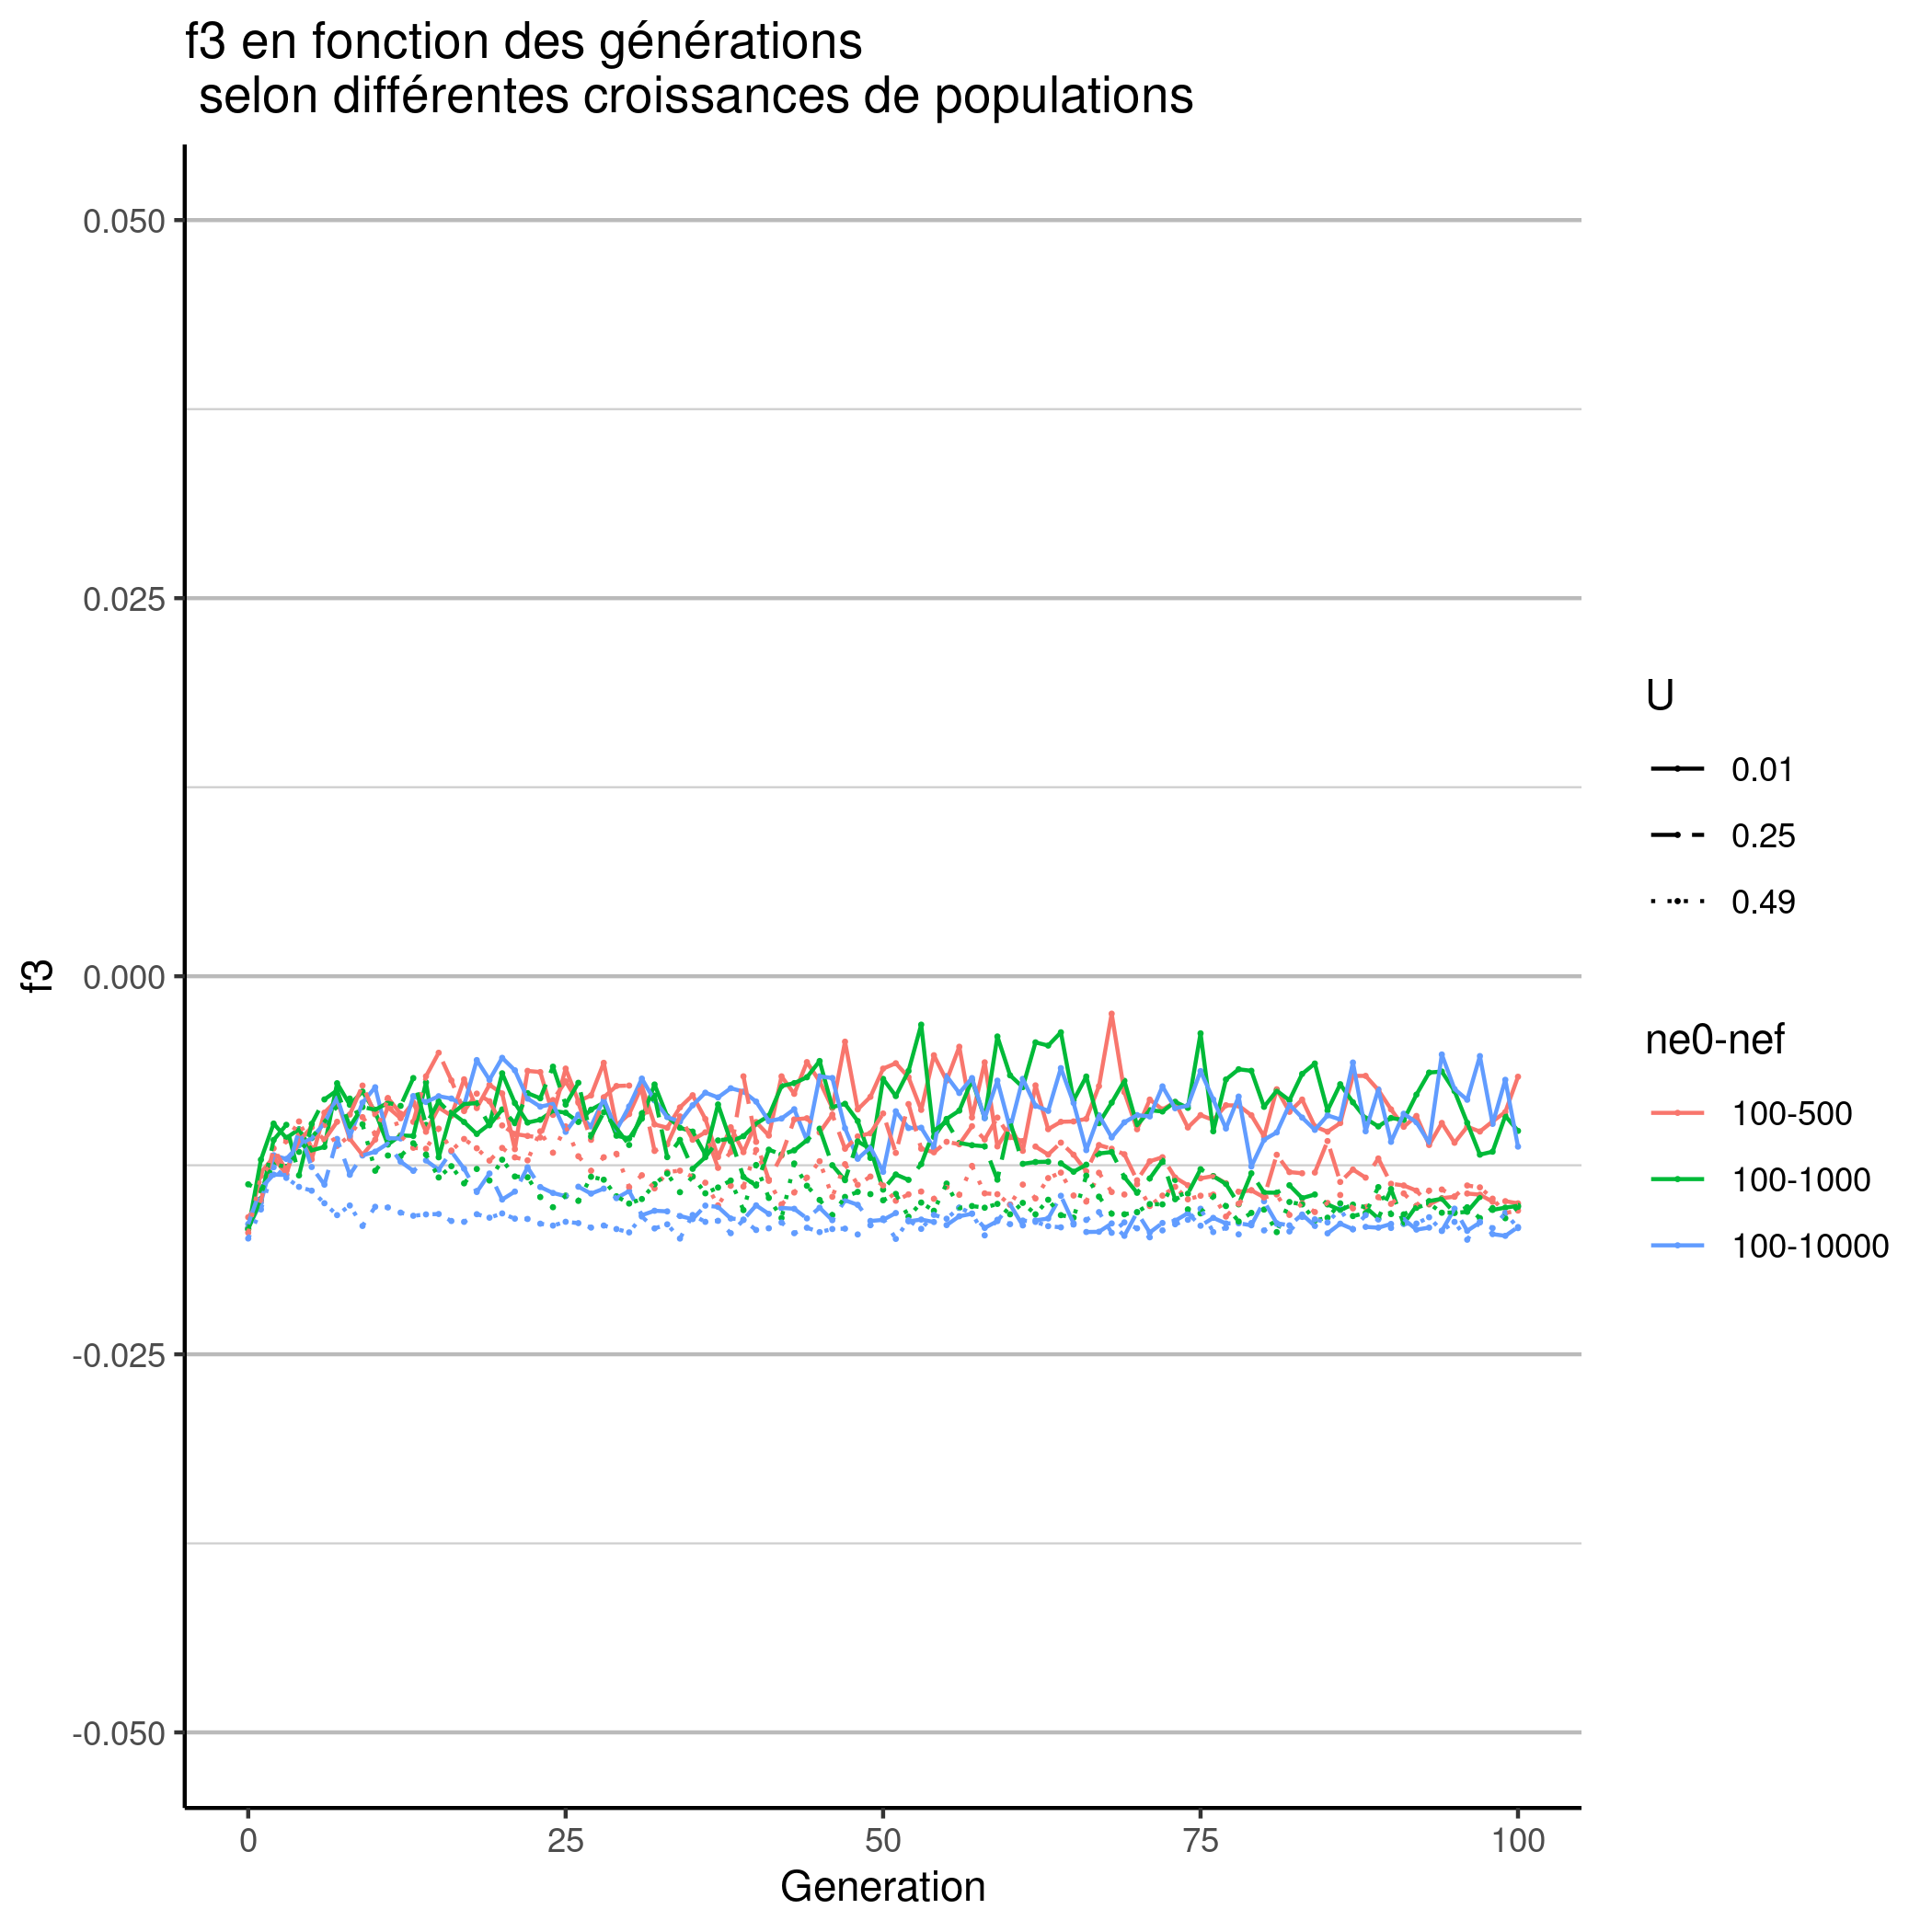 f3 en fonction des générations
selon différentes croissances de populations
f3
0.050
0.025
0.000
-0.025
-0.050
0
25
50
75
100
Generation
U
0.01
0.25
0.49
ne0-nef
100-500
100-1000
100-10000